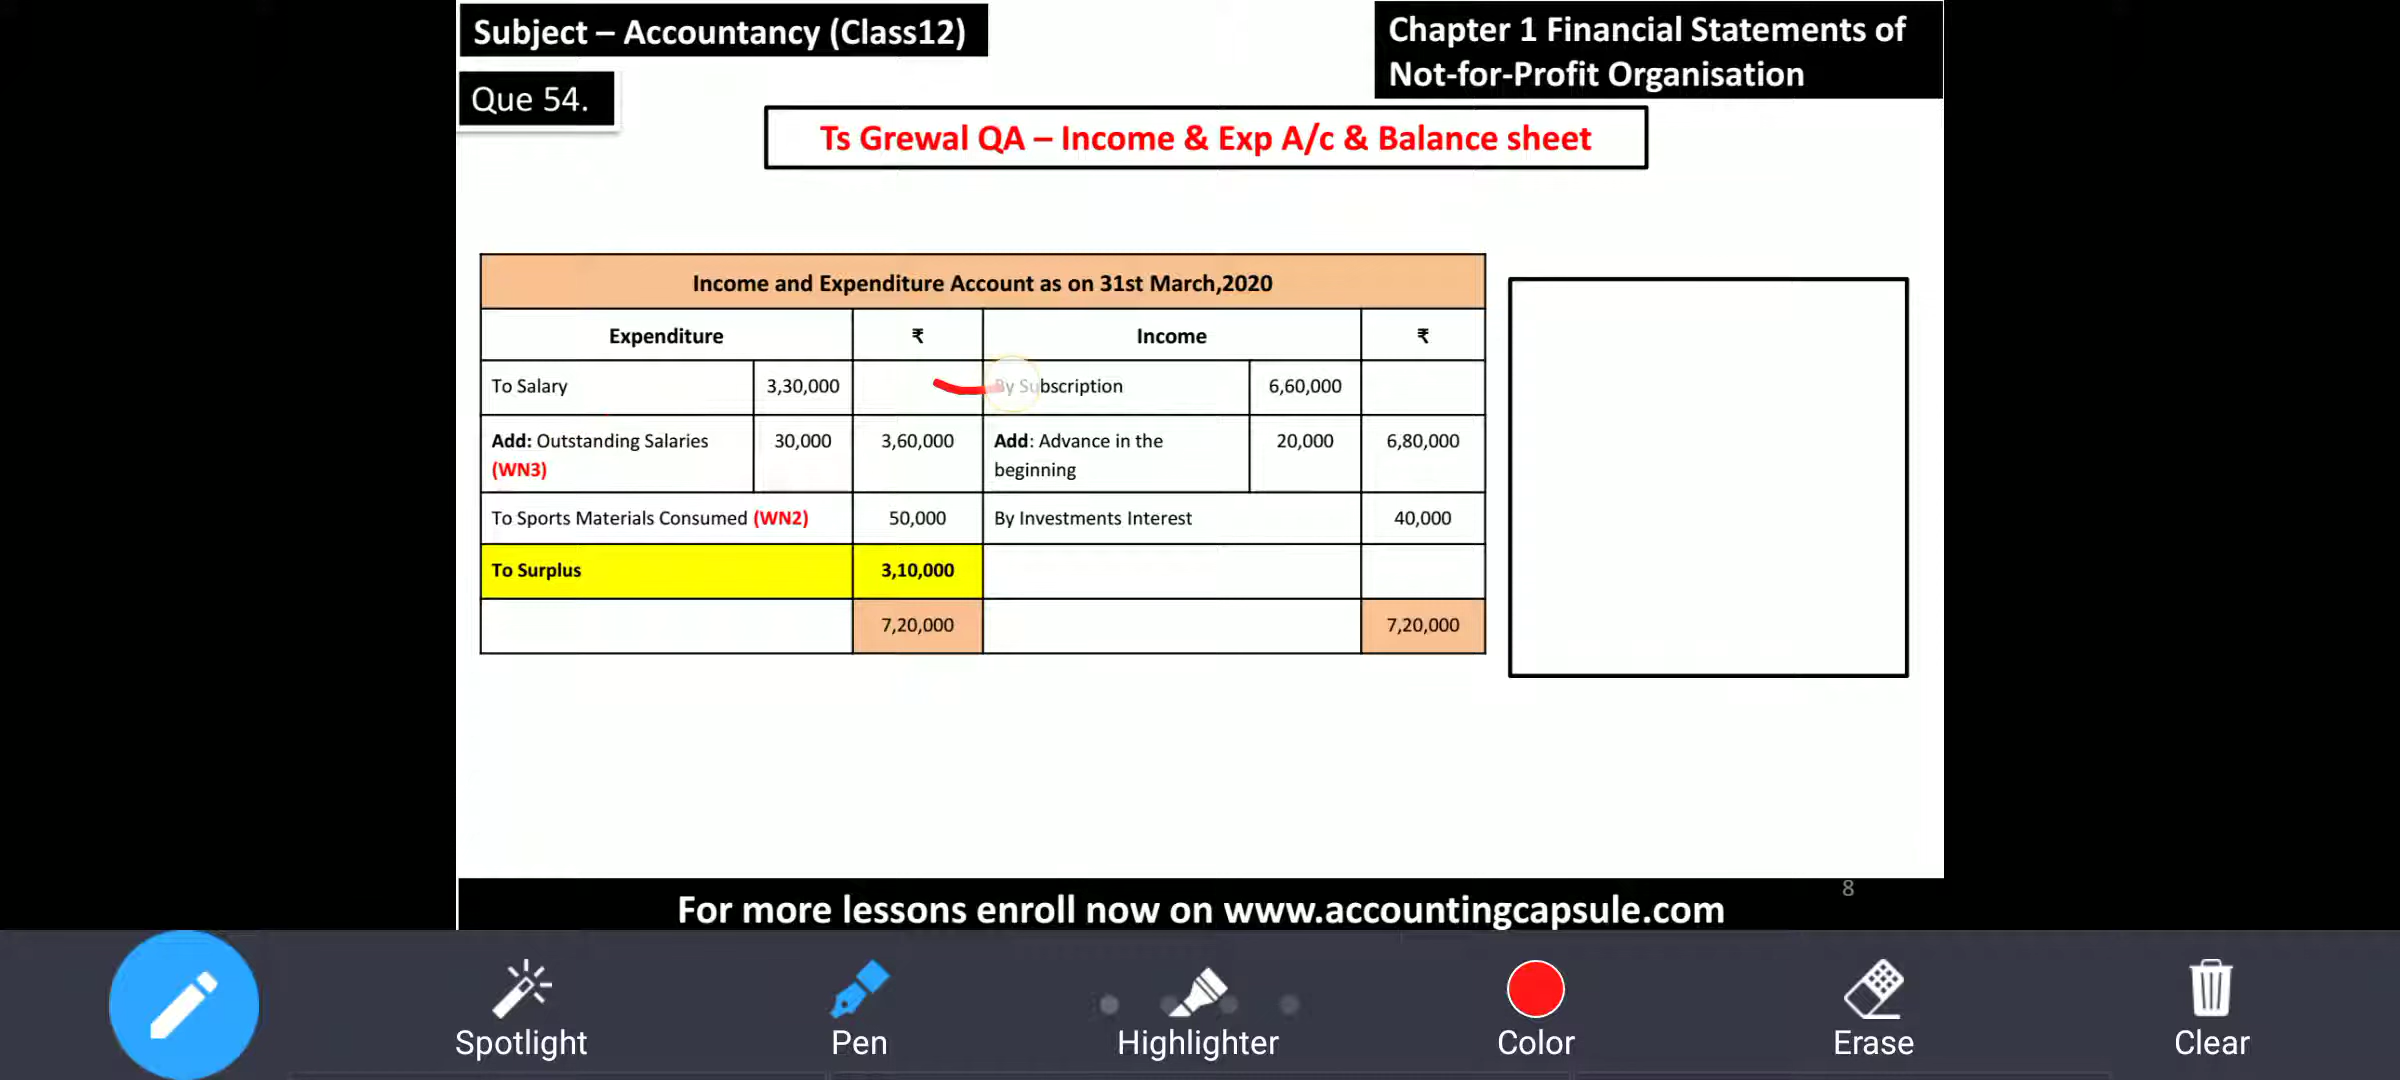 Subject – Accountancy (Class12)
Chapter 1 Financial Statements of
Not-for-Profit Organisation
Que 54.
Ts Grewal QA – Income & Exp A/c & Balance sheet
Income and Expenditure Account as on 31st March,2020
Expenditure ₹ Income ₹
To Salary 3,30,000 By Subscription 6,60,000
Add: Outstanding Salaries 30,000 3,60,000 Add: Advance in the 20,000 6,80,000
(WN3) beginning
To Sports Materials Consumed (WN2) 50,000 By Investments Interest 40,000
To Surplus 3,10,000
7,20,000 7,20,000
8
For more lessons enroll now on www.accountingcapsule.com
Spotlight Pen Highlighter Color Erase Clear